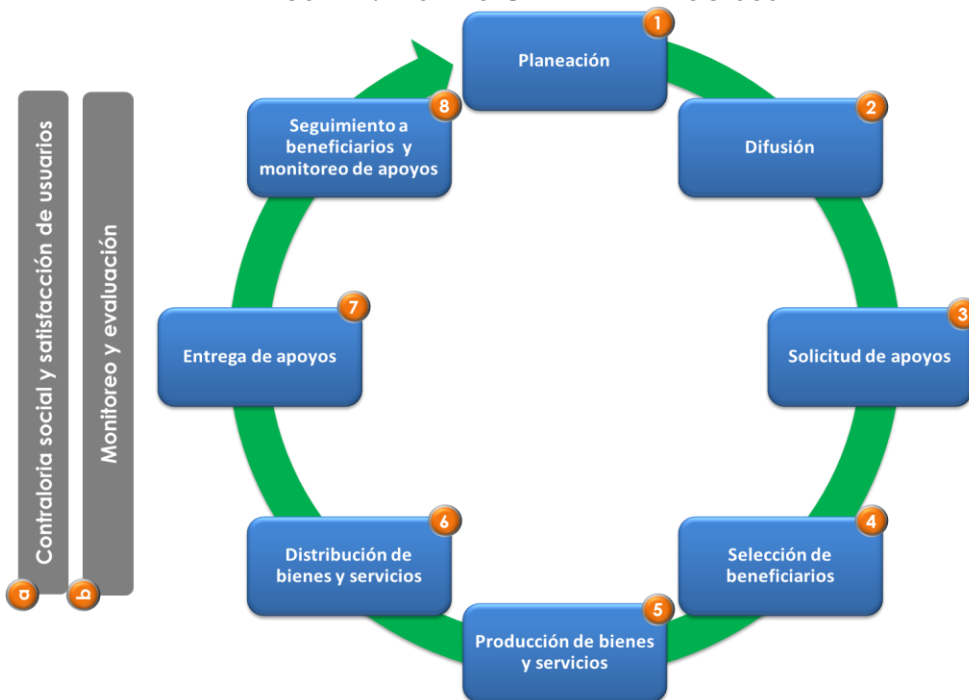 1
Planeación
2
Difusión
3
Solicitud de apoyos
4
Selección de
beneficiarios
5
Producción de bienes
y servicios
6
Distribución de
bienes y servicios
7
Entrega de apoyos
8
Seguimiento a
beneficiarios y
monitoreo de apoyos
a
Contraloria social y satisfacción de usuarios
b
Monitoreo y evaluación